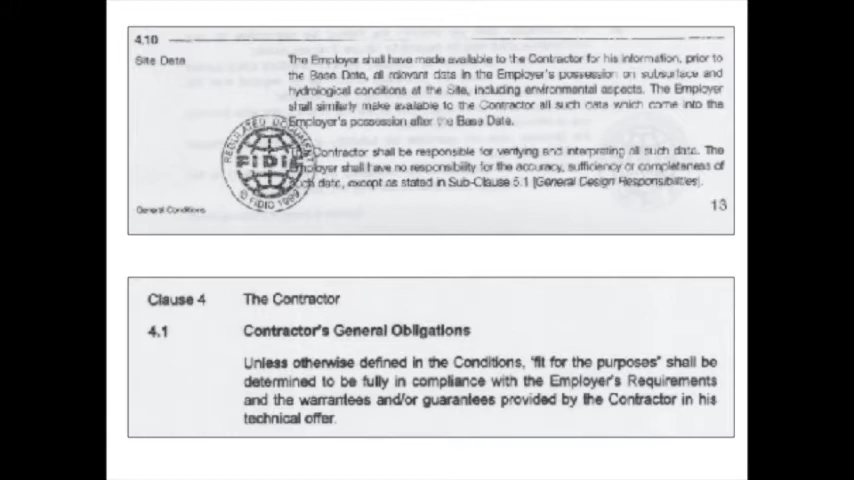 4.10
Site Data
The Employer shall have made available to the Contractor for his information, prior to
the Base Date, all relevant data in the Employer's possession on subsurface and
hydrological conditions at the Site, including environmental aspects. The Employer
shall similarly make available to the Contractor all such data which come into the
Employer's possession after the Base Date.
The Contractor shall be responsible for verifying and interpreting all such data. The
Employer shall have no responsibility for the accuracy, sufficiency or completeness of
such data, except as stated in Sub-Clause 5.1 [General Design Responsibilities].
REGULATED DOCUMENT
FIDIC
© FIDIC 1999
General Conditions
13
Clause 4 The Contractor
4.1 Contractor's General Obligations
Unless otherwise defined in the Conditions, "fit for the purposes" shall be
determined to be fully in compliance with the Employer's Requirements
and the warrantees and/or guarantees provided by the Contractor in his
technical offer.